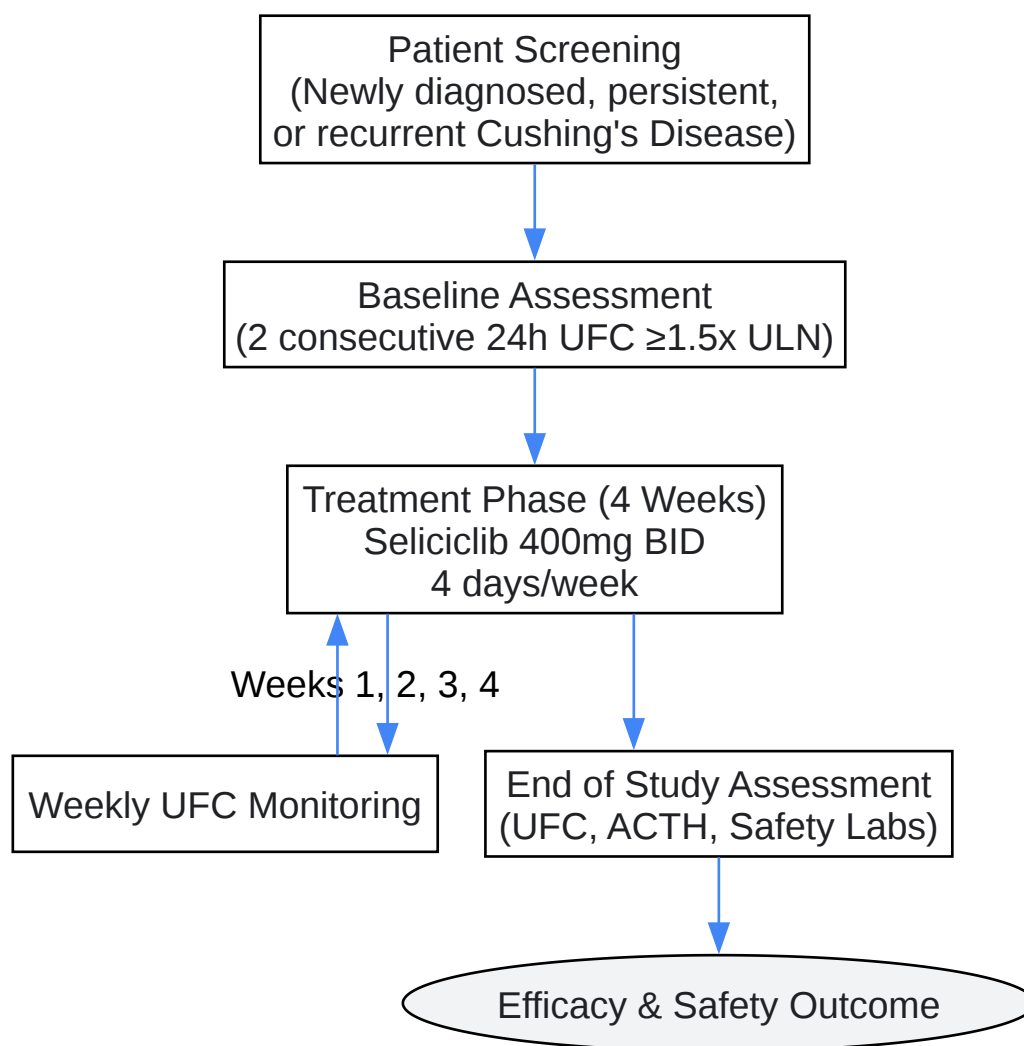 Patient Screening
(Newly diagnosed, persistent,
or recurrent Cushing's Disease)
Baseline Assessment
(2 consecutive 24h UFC ≥1.5x ULN)
Treatment Phase (4 Weeks)
Seliciclib 400mg BID
4 days/week
Weeks 1, 2, 3, 4
Weekly UFC Monitoring
End of Study Assessment
(UFC, ACTH, Safety Labs)
Efficacy & Safety Outcome